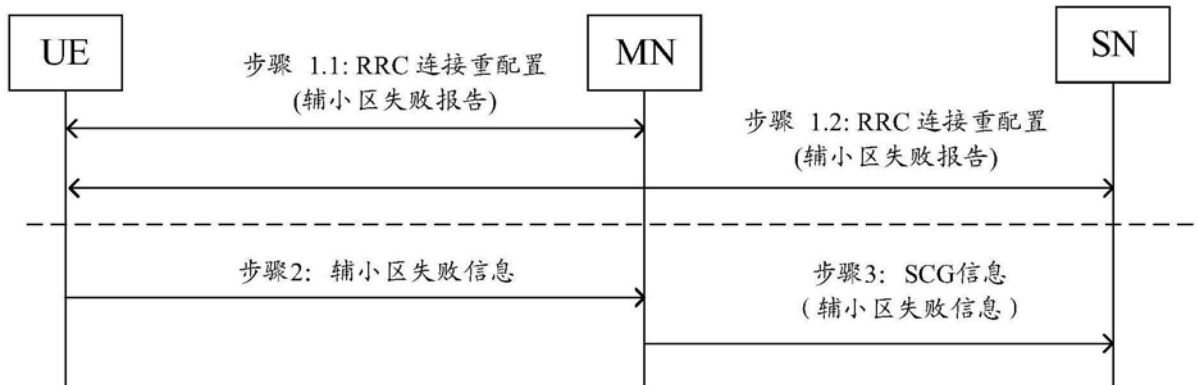 UE
MN
SN
步骤 1.1: RRC 连接重配置
(辅小区失败报告)
步骤 1.2: RRC 连接重配置
(辅小区失败报告)
步骤2: 辅小区失败信息
步骤3: SCG信息
(辅小区失败信息)